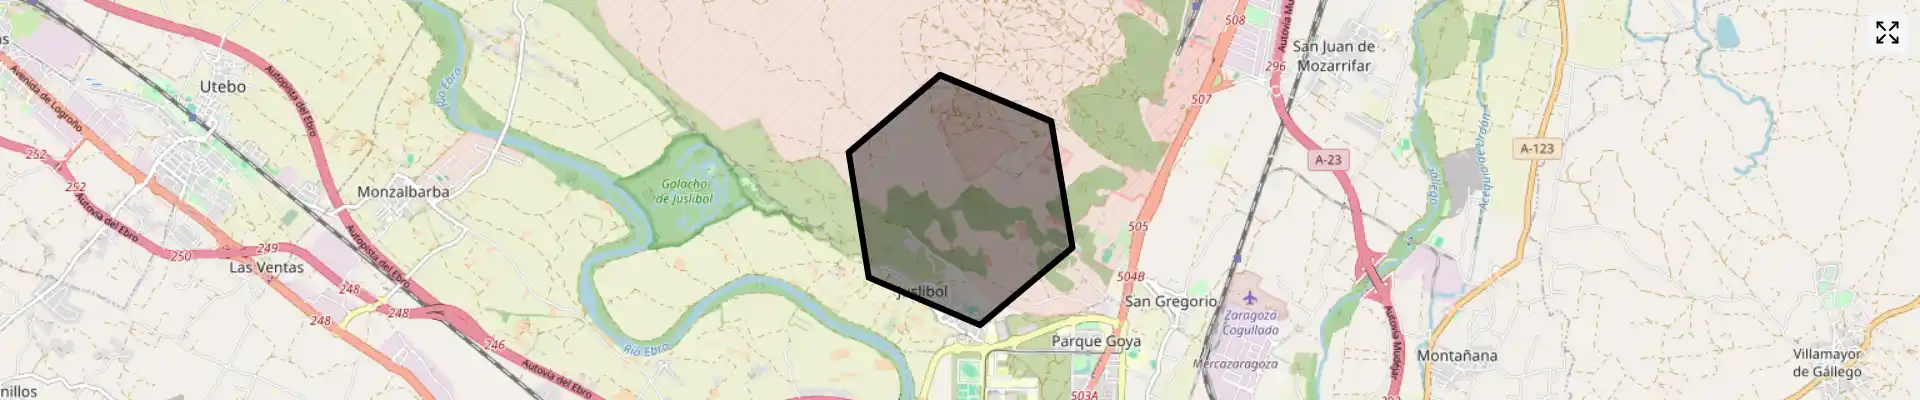 Utebo
Avenida de Logroño
Autopista del Ebro
Río Ebro
252
252
Autovía del Ebro
250
249
Las Ventas
248
248
248
246
Autopista del Ebro
Autovía del Ebro
Monzalbarba
Galacho
de Juslibol
Río Ebro
Juslibol
nillos
508
507
505
504B
503A
296
San Juan de
Mozarrifar
A-23
A-123
Acequia de Urdán
Gállego
San Gregorio
Parque Goya
Zaragoza
Cogullada
Mercazaragoza
Autovía Mudéjar
Montañana
Villamayor
de Gállego